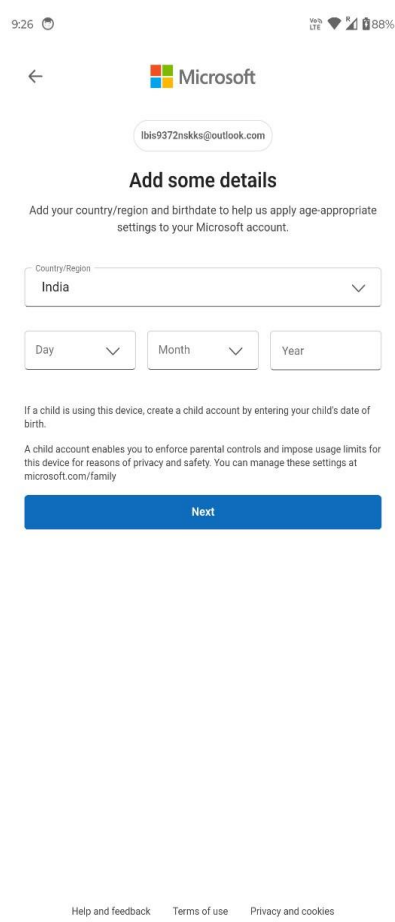 9:26
Vo))
LTE
R
88%
Microsoft
lbis9372nskks@outlook.com
Add some details
Add your country/region and birthdate to help us apply age-appropriate
settings to your Microsoft account.
Country/Region
India
Day
Month
Year
If a child is using this device, create a child account by entering your child's date of
birth.
A child account enables you to enforce parental controls and impose usage limits for
this device for reasons of privacy and safety. You can manage these settings at
microsoft.com/family
Next
Help and feedback
Terms of use
Privacy and cookies